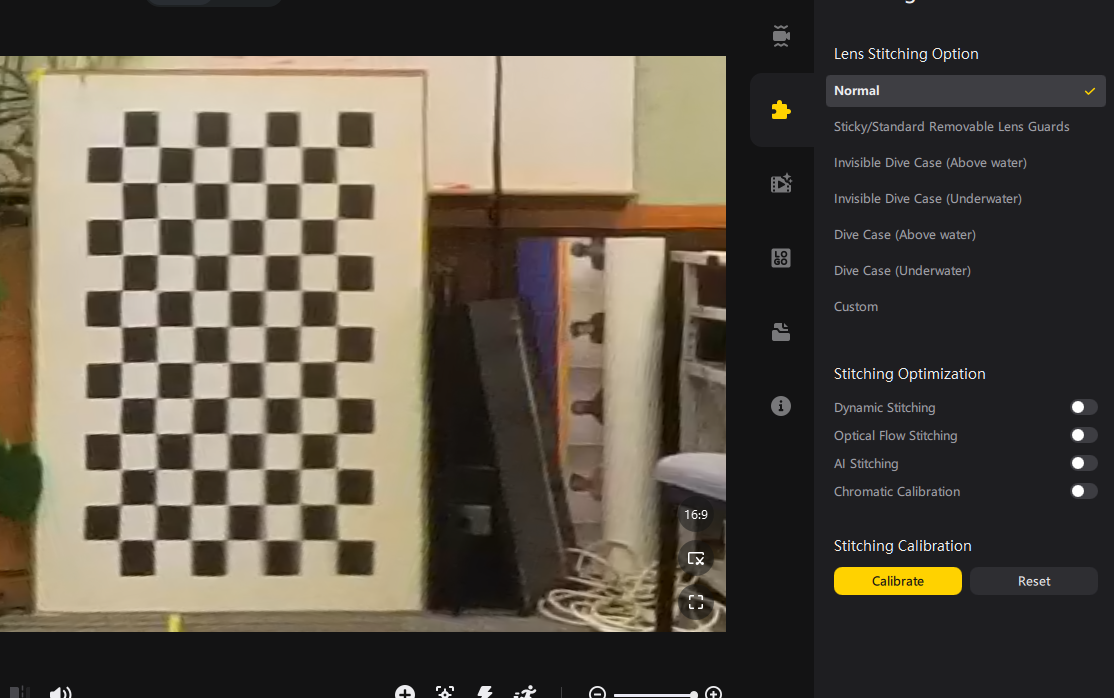 Lens Stitching Option
Normal
Sticky/Standard Removable Lens Guards
Invisible Dive Case (Above water)
Invisible Dive Case (Underwater)
Dive Case (Above water)
Dive Case (Underwater)
Custom
Stitching Optimization
Dynamic Stitching
Optical Flow Stitching
AI Stitching
Chromatic Calibration
Stitching Calibration
Calibrate
Reset
LO
GO
16:9